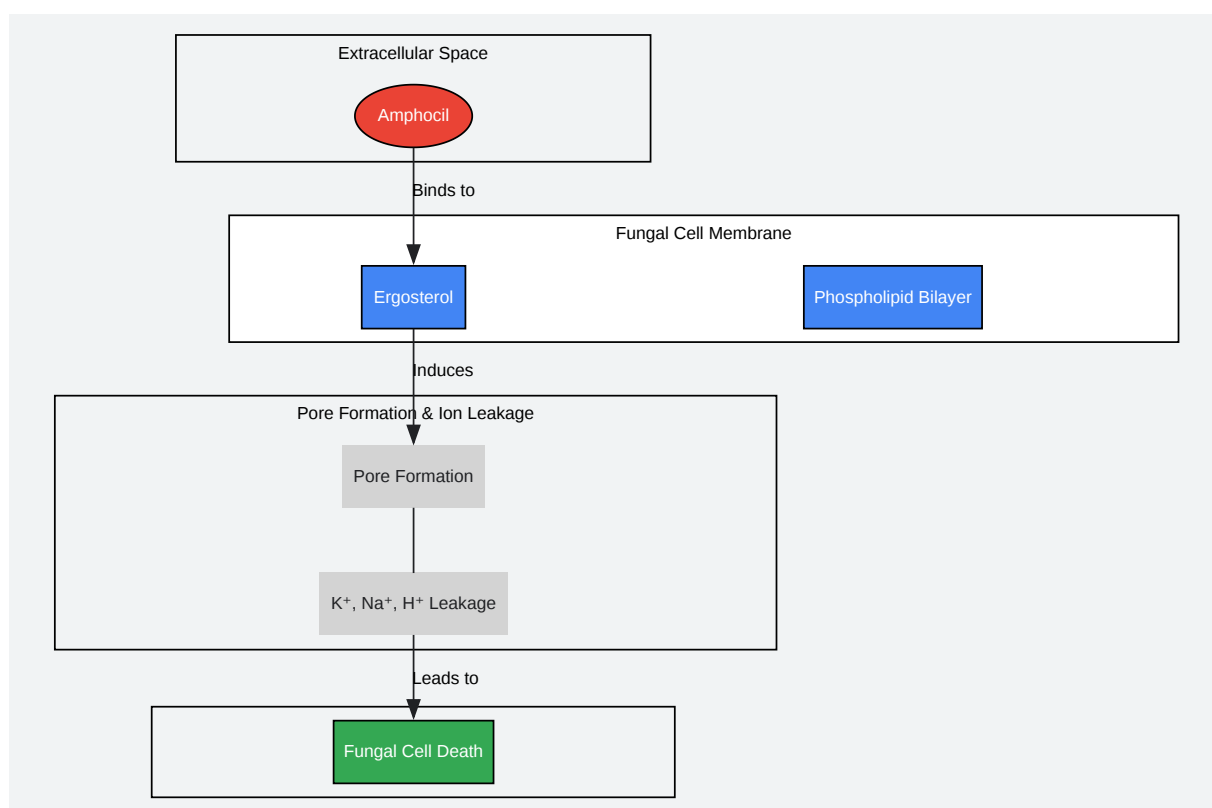 Extracellular Space
Amphocil
Binds to
Fungal Cell Membrane
Ergosterol
Phospholipid Bilayer
Induces
Pore Formation & Ion Leakage
Pore Formation
K⁺, Na⁺, H⁺ Leakage
Leads to
Fungal Cell Death